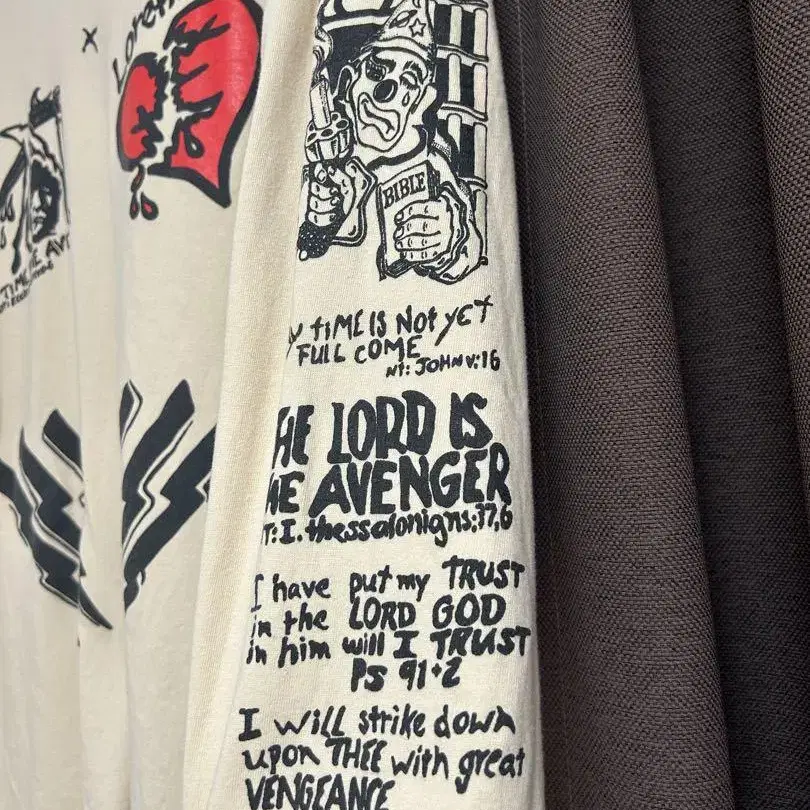 X
BIBLE
TIME IS NOT YET
FULL COME
NT: JOHN V:16
LORD IS
AVENGER
I. thessalonigns:37,6
I have put my TRUST
in the LORD GOD
in him will I TRUST
PS 91+2
I will strike down
upon THEE with great
VENGEANCE